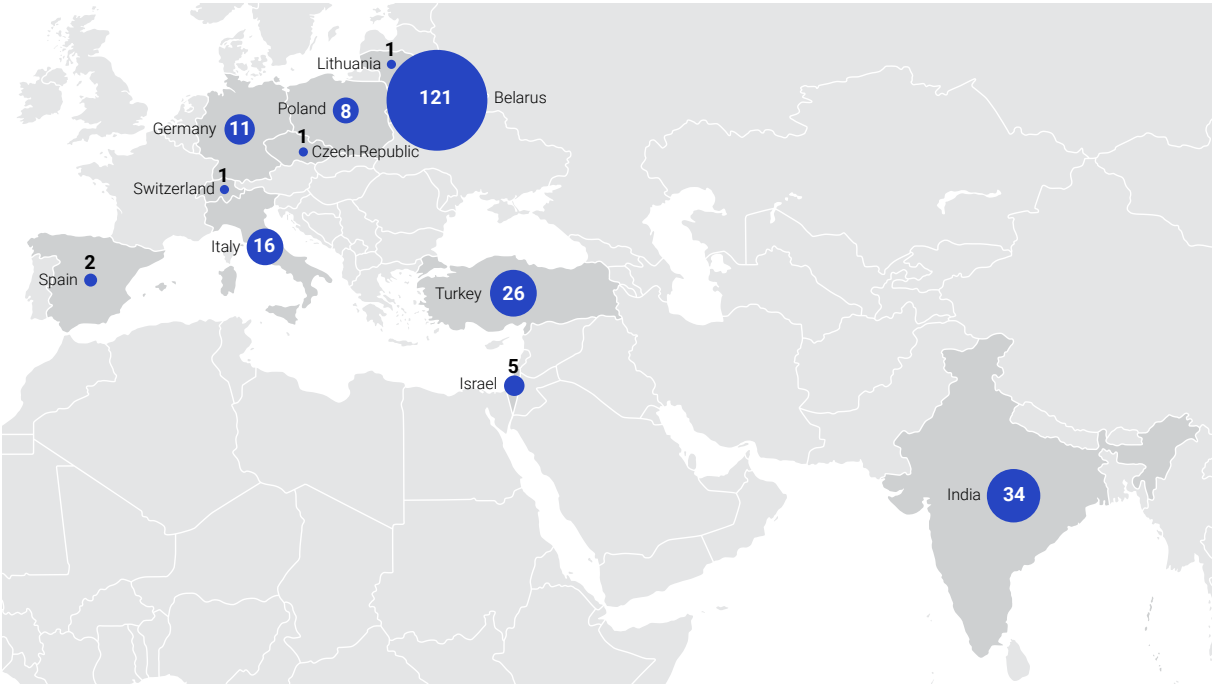 1
Lithuania
121
Belarus
Poland
8
Germany
11
1
Czech Republic
1
Switzerland
Italy
16
2
Spain
Turkey
26
5
Israel
India
34